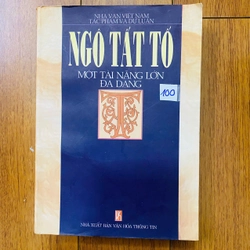 NHÀ VĂN VIỆT NAM
TÁC PHẨM VÀ DƯ LUẬN
NGÔ TẤT TỐ
MỘT TÀI NĂNG LỚN
ĐA DẠNG
T
100
NHÀ XUẤT BẢN VĂN HÓA THÔNG TIN